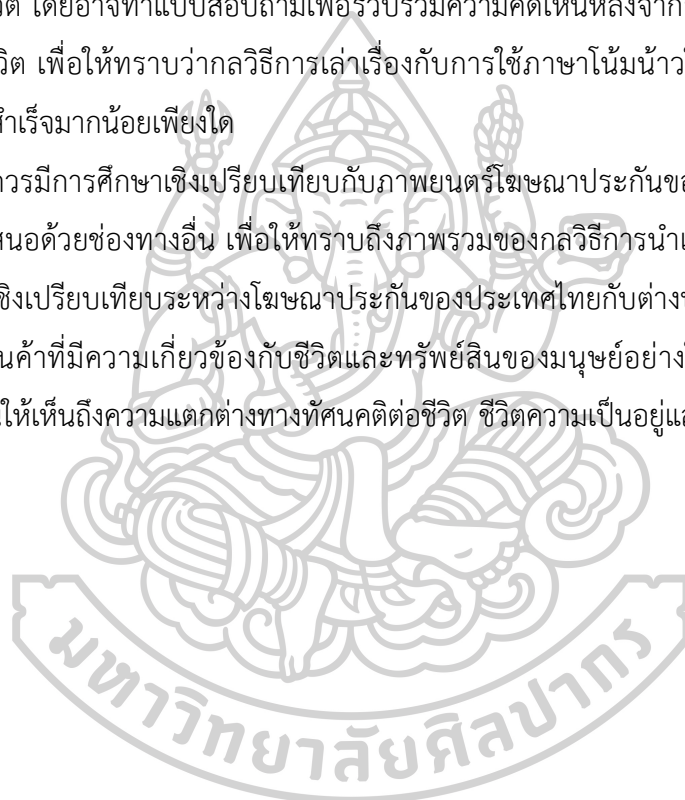 วิต โดยอาจทำแบบสอบถามเพื่อรวบรวมความคิดเห็นหลังจาก
วิต เพื่อให้ทราบว่ากลวิธีการเล่าเรื่องกับการใช้ภาษาโน้มน้าวใ
สำเร็จมากน้อยเพียงใด
ควรมีการศึกษาเชิงเปรียบเทียบกับภาพยนตร์โฆษณาประกันขอ
สนอด้วยช่องทางอื่น เพื่อให้ทราบถึงภาพรวมของกลวิธีการนำเ
เชิงเปรียบเทียบระหว่างโฆษณาประกันของประเทศไทยกับต่างป
นค้าที่มีความเกี่ยวข้องกับชีวิตและทรัพย์สินของมนุษย์อย่าง
ให้เห็นถึงความแตกต่างทางทัศนคติต่อชีวิต ชีวิตความเป็นอยู่แล
มหาวิทยาลัยศิลปากร